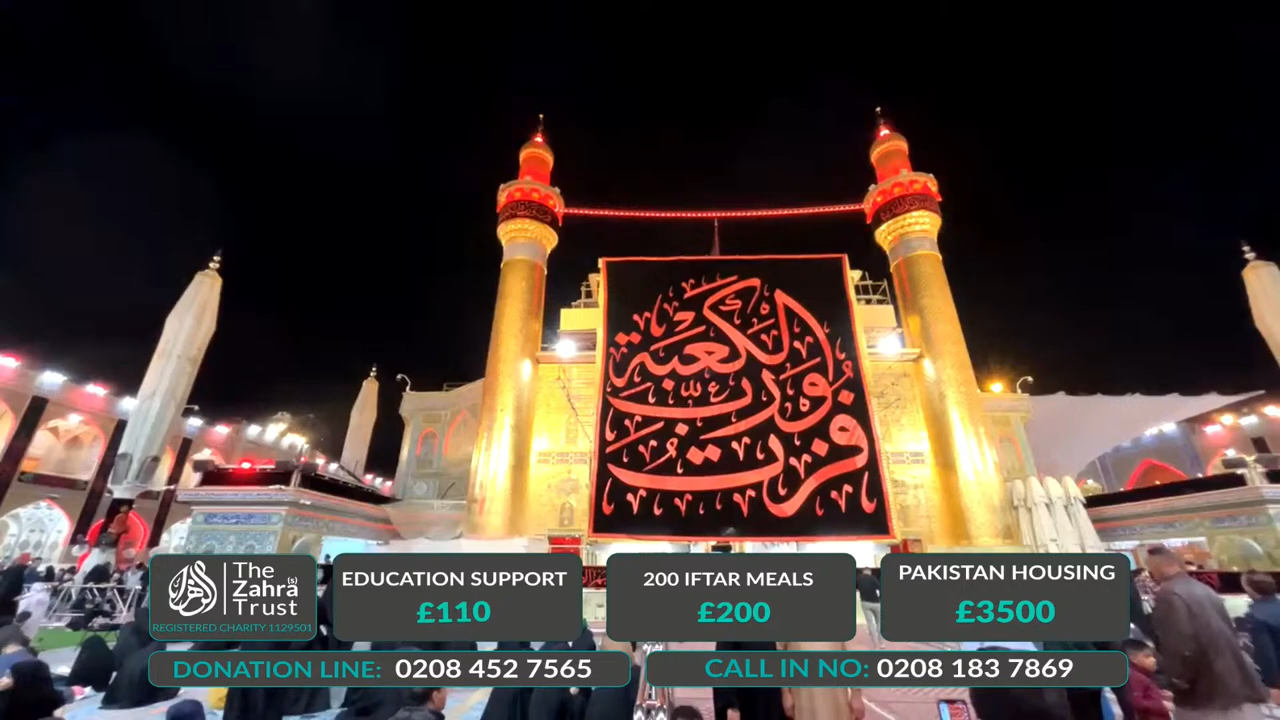 فزت
ورب
الكعبة
The
Zahra(s)
Trust
REGISTERED CHARITY 1129501
EDUCATION SUPPORT
£110
200 IFTAR MEALS
£200
PAKISTAN HOUSING
£3500
DONATION LINE: 0208 452 7565
CALL IN NO: 0208 183 7869